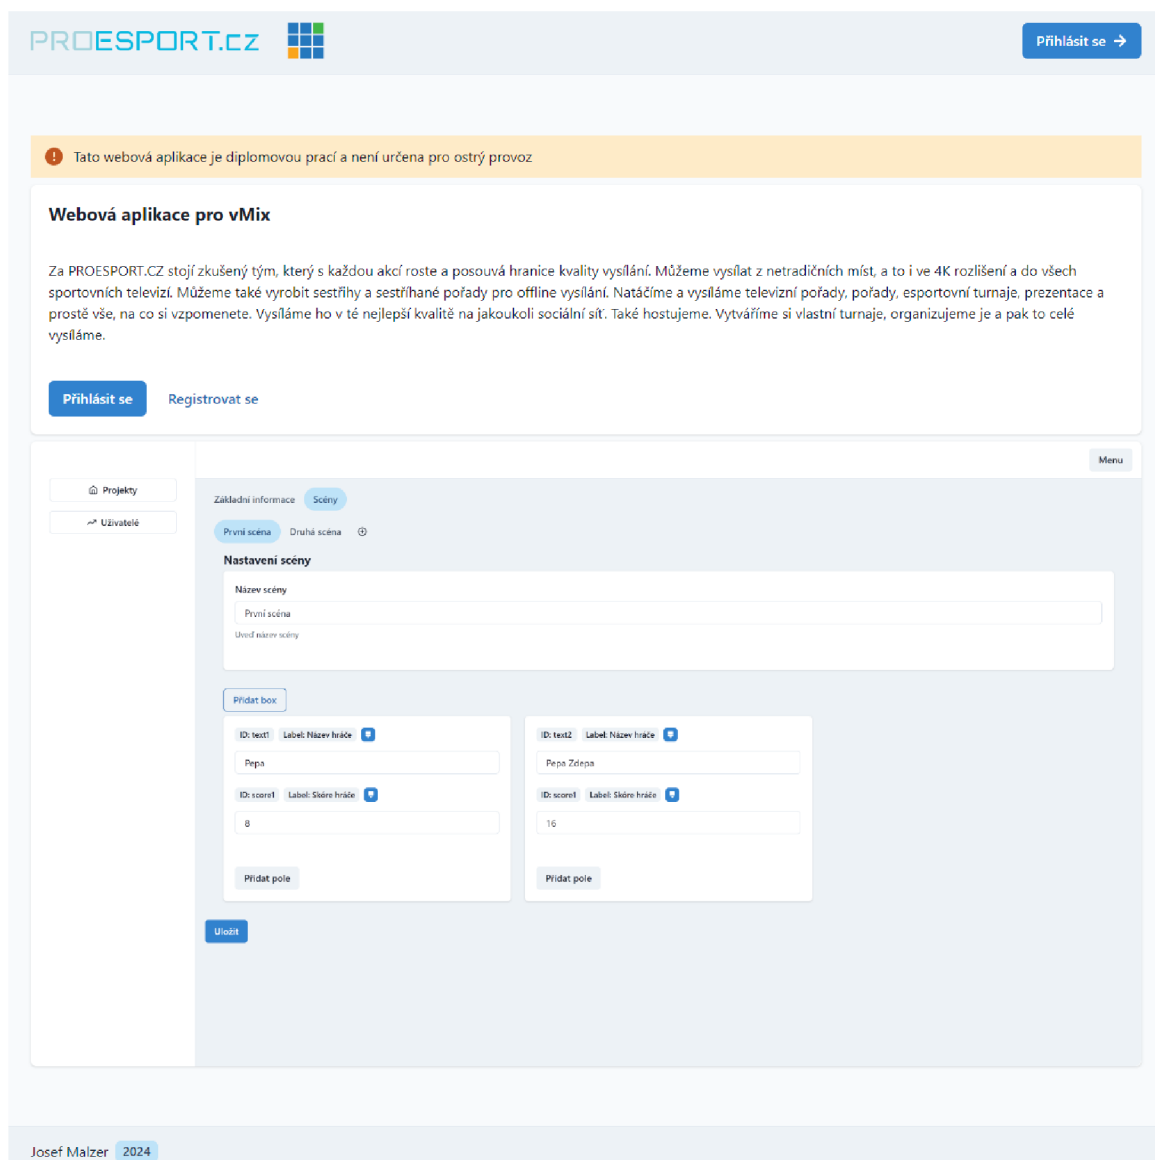 PROESPORT.CZ
Přihlásit se →
Tato webová aplikace je diplomovou prací a není určena pro ostrý provoz
Webová aplikace pro vMix
Za PROESPORT.CZ stojí zkušený tým, který s každou akcí roste a posouvá hranice kvality vysílání. Můžeme vysílat z netradičních míst, a to i ve 4K rozlišení a do všech
sportovních televizí. Můžeme také vyrobit sestřihy a sestříhané pořady pro offline vysílání. Natáčíme a vysíláme televizní pořady, pořady, esportovní turnaje, prezentace a
prostě vše, na co si vzpomenete. Vysíláme ho v té nejlepší kvalitě na jakoukoli sociální síť. Také hostujeme. Vytváříme si vlastní turnaje, organizujeme je a pak to celé
vysíláme.
Přihlásit se Registrovat se
Menu
Projekty
Uživatelé
Základní informace Scény
První scéna Druhá scéna
Nastavení scény
Název scény
První scéna
Uveď název scény
Přidat box
ID: text1 Label: Název hráče
Pepa
ID: score1 Label: Skóre hráče
8
Přidat pole
ID: text2 Label: Název hráče
Pepa Zdepa
ID: score1 Label: Skóre hráče
16
Přidat pole
Uložit
Josef Malzer 2024